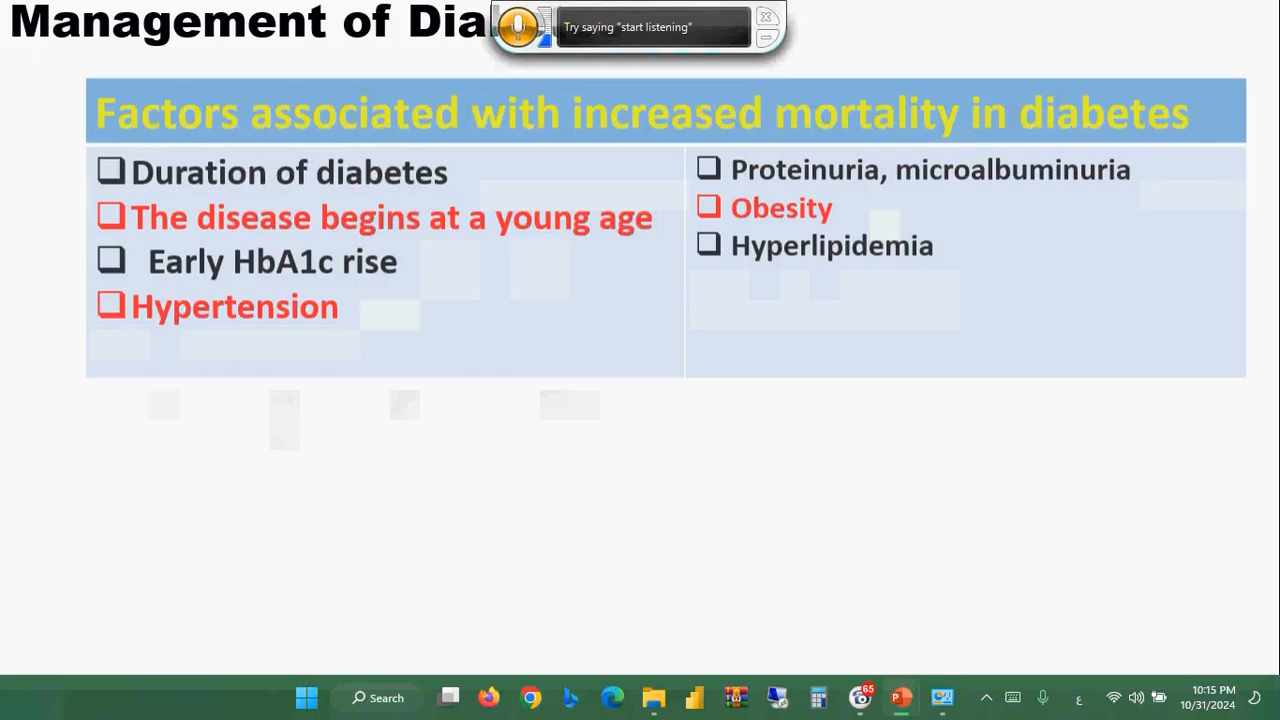 Management of Dia
Try saying "start listening"
Factors associated with increased mortality in diabetes
Duration of diabetes
The disease begins at a young age
Early HbA1c rise
Hypertension
Proteinuria, microalbuminuria
Obesity
Hyperlipidemia
Search
65
ع
10:15 PM
10/31/2024